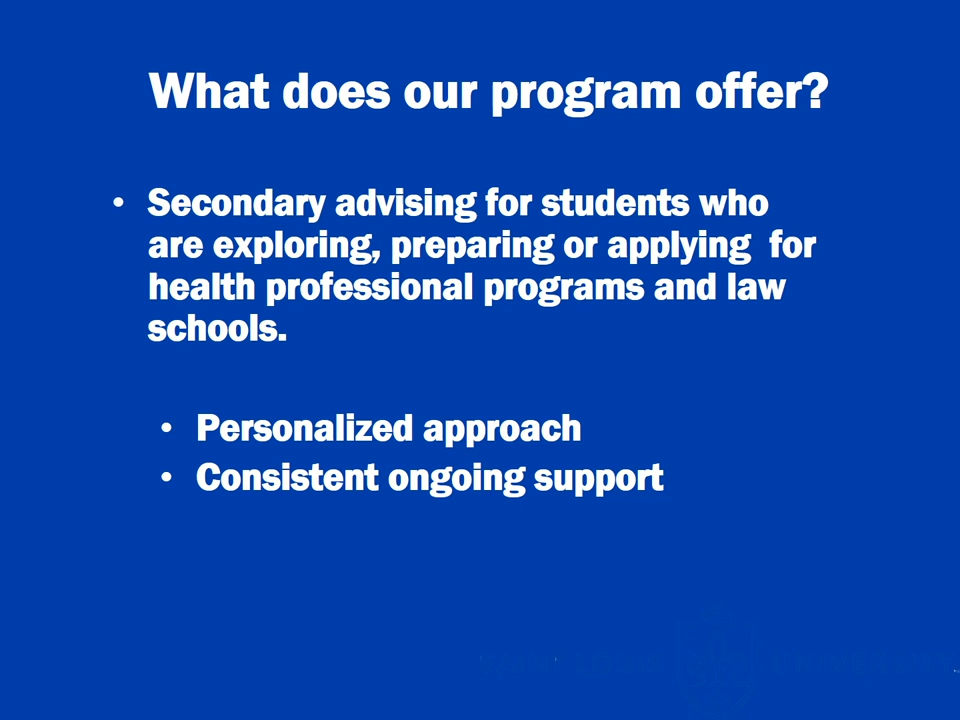 What does our program offer?
• Secondary advising for students who
are exploring, preparing or applying  for
health professional programs and law
schools.
• Personalized approach
• Consistent ongoing support